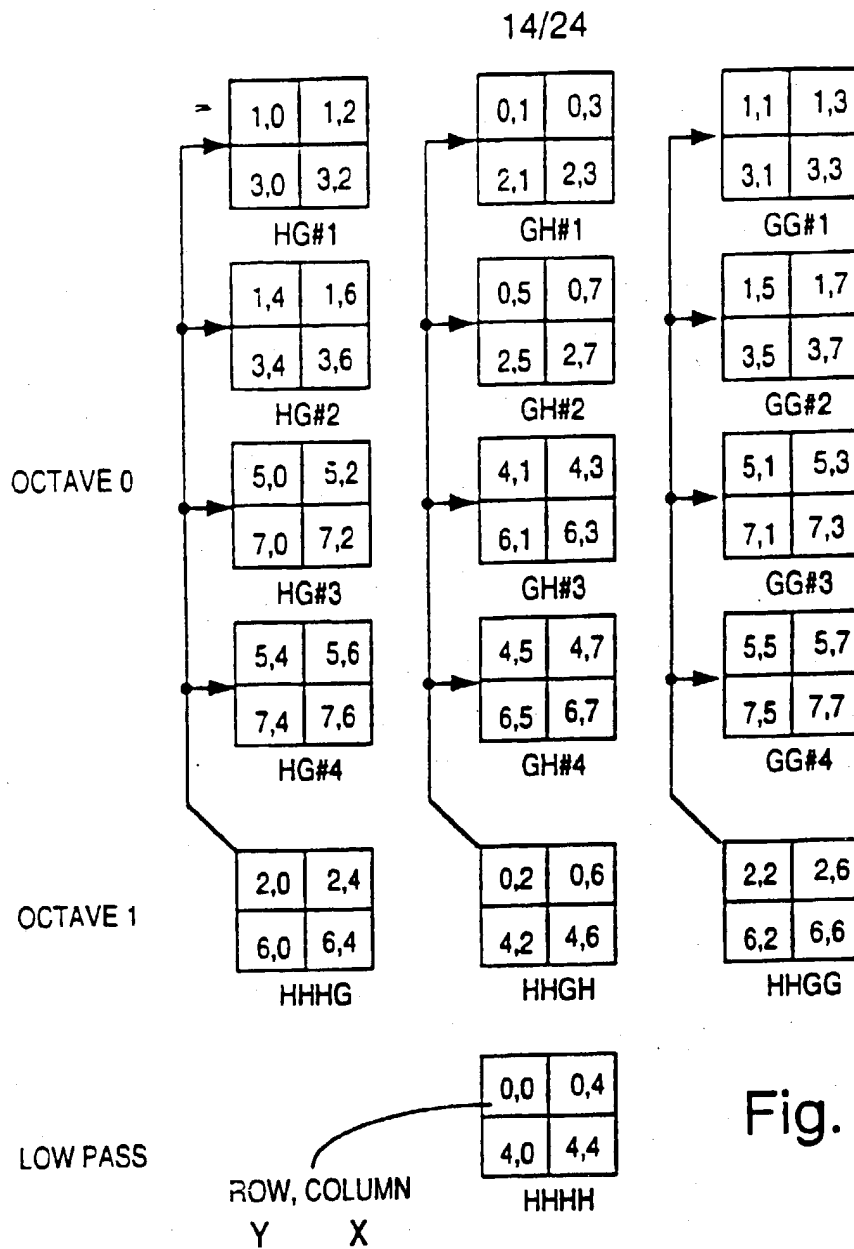 14/24
1,0 1,2 0,1 0,3 1,1 1,3
3,0 3,2 2,1 2,3 3,1 3,3
HG#1 GH#1 GG#1
1,4 1,6 0,5 0,7 1,5 1,7
3,4 3,6 2,5 2,7 3,5 3,7
HG#2 GH#2 GG#2
OCTAVE 0
5,0 5,2 4,1 4,3 5,1 5,3
7,0 7,2 6,1 6,3 7,1 7,3
HG#3 GH#3 GG#3
5,4 5,6 4,5 4,7 5,5 5,7
7,4 7,6 6,5 6,7 7,5 7,7
HG#4 GH#4 GG#4
OCTAVE 1
2,0 2,4 0,2 0,6 2,2 2,6
6,0 6,4 4,2 4,6 6,2 6,6
HHHG HHGH HHGG
0,0 0,4
4,0 4,4
HHHH
Fig.
LOW PASS
ROW, COLUMN
Y X